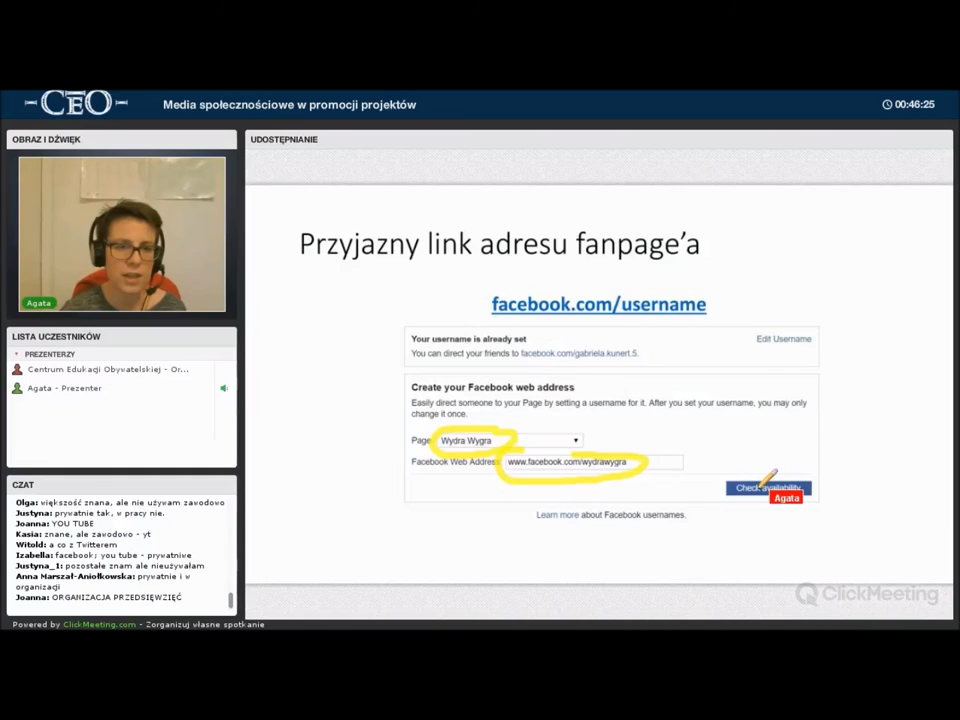 CEO
Media społecznościowe w promocji projektów
00:46:25
OBRAZ I DŹWIĘK
Agata
LISTA UCZESTNIKÓW
PREZENTERZY
Centrum Edukacji Obywatelskiej - Or...
Agata - Prezenter
CZAT
Olga: większość znana, ale nie używam zawodowo
Justyna: prywatnie tak, w pracy nie.
Joanna: YOU TUBE
Kasia: znane, ale zawodowo - yt
Witold: a co z Twitterem
Izabella: facebook; you tube - prywatniwe
Justyna_1: pozostałe znam ale nieużywałam
Anna Marszał-Aniołkowska: prywatnie i w
organizacji
Joanna: ORGANIZACJA PRZEDSIĘWZIĘĆ
UDOSTĘPNIANIE
Przyjazny link adresu fanpage’a
facebook.com/username
Your username is already set
Edit Username
You can direct your friends to facebook.com/gabriela.kunert.5.
Create your Facebook web address
Easily direct someone to your Page by setting a username for it. After you set your username, you may only
change it once.
Page Wydra Wygra
Facebook Web Address www.facebook.com/wydrawygra
Check availability
Agata
Learn more about Facebook usernames.
ClickMeeting
Powered by ClickMeeting.com - Zorganizuj własne spotkanie